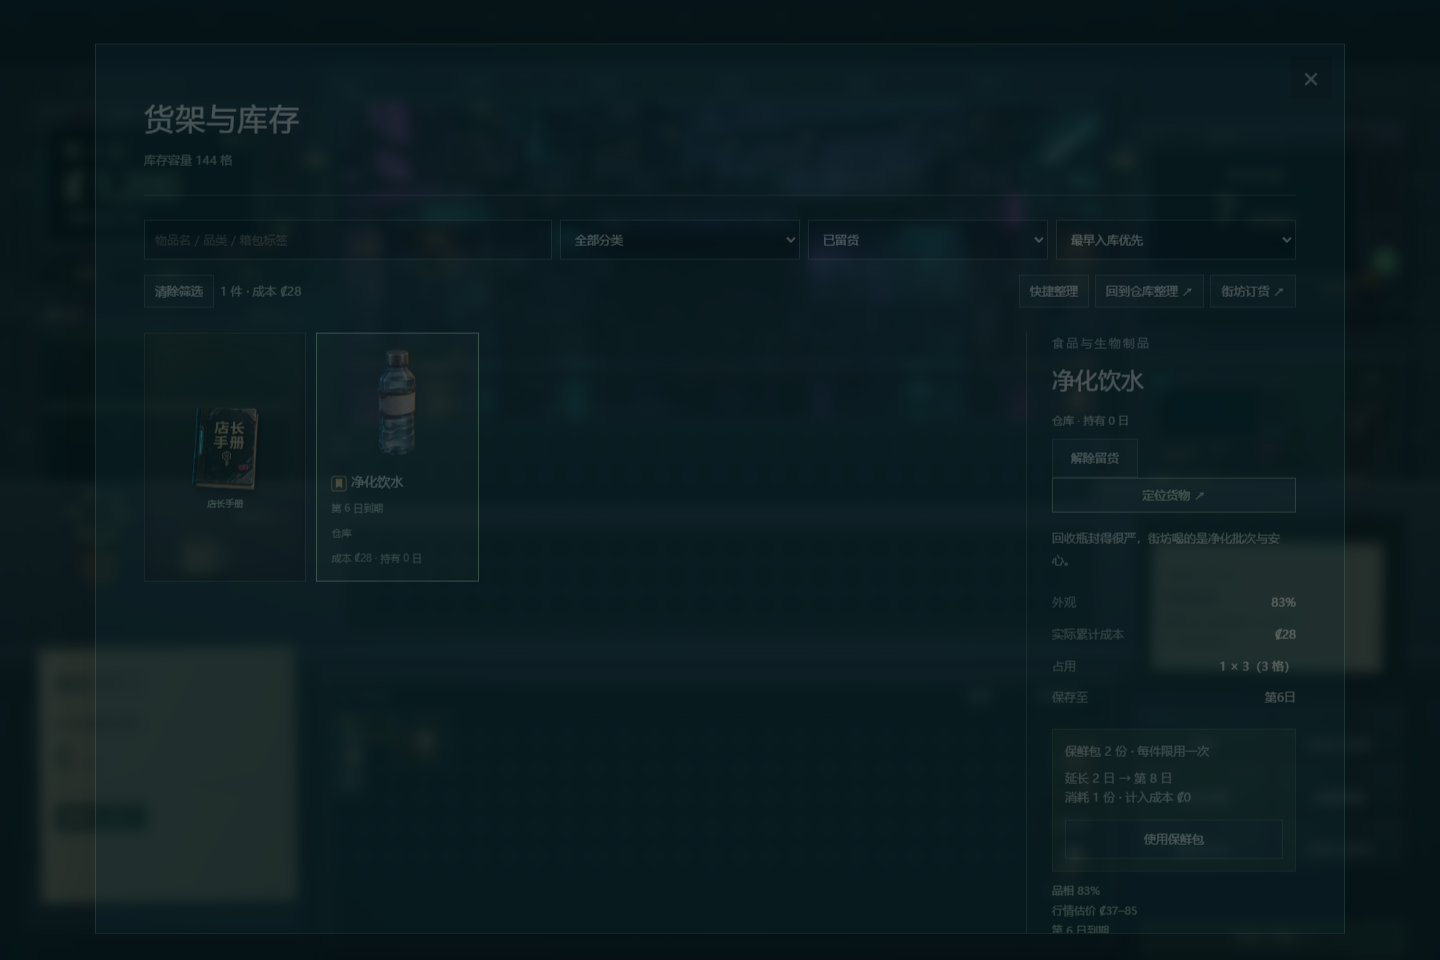 ×
货架与库存
库存容量 144 格
物品名 / 品类 / 箱包标签
全部分类
已留货
最早入库优先
清除筛选
1 件 · 成本 ₡28
快捷整理
回到仓库整理 ↗
街坊订货 ↗
店长
手册
店长手册
净化饮水
第 6 日到期
仓库
成本 ₡28 · 持有 0 日
食品与生物制品
净化饮水
仓库 · 持有 0 日
解除留货
定位货物 ↗
回收瓶封得很严，街坊喝的是净化批次与安
心。
外观 83%
实际累计成本 ₡28
占用 1 × 3（3 格）
保存至 第6日
保鲜包 2 份 · 每件限用一次
延长 2 日 → 第 8 日
消耗 1 份 · 计入成本 ₡0
使用保鲜包
品相 83%
行情估价 ₡37–85
第 6 日到期